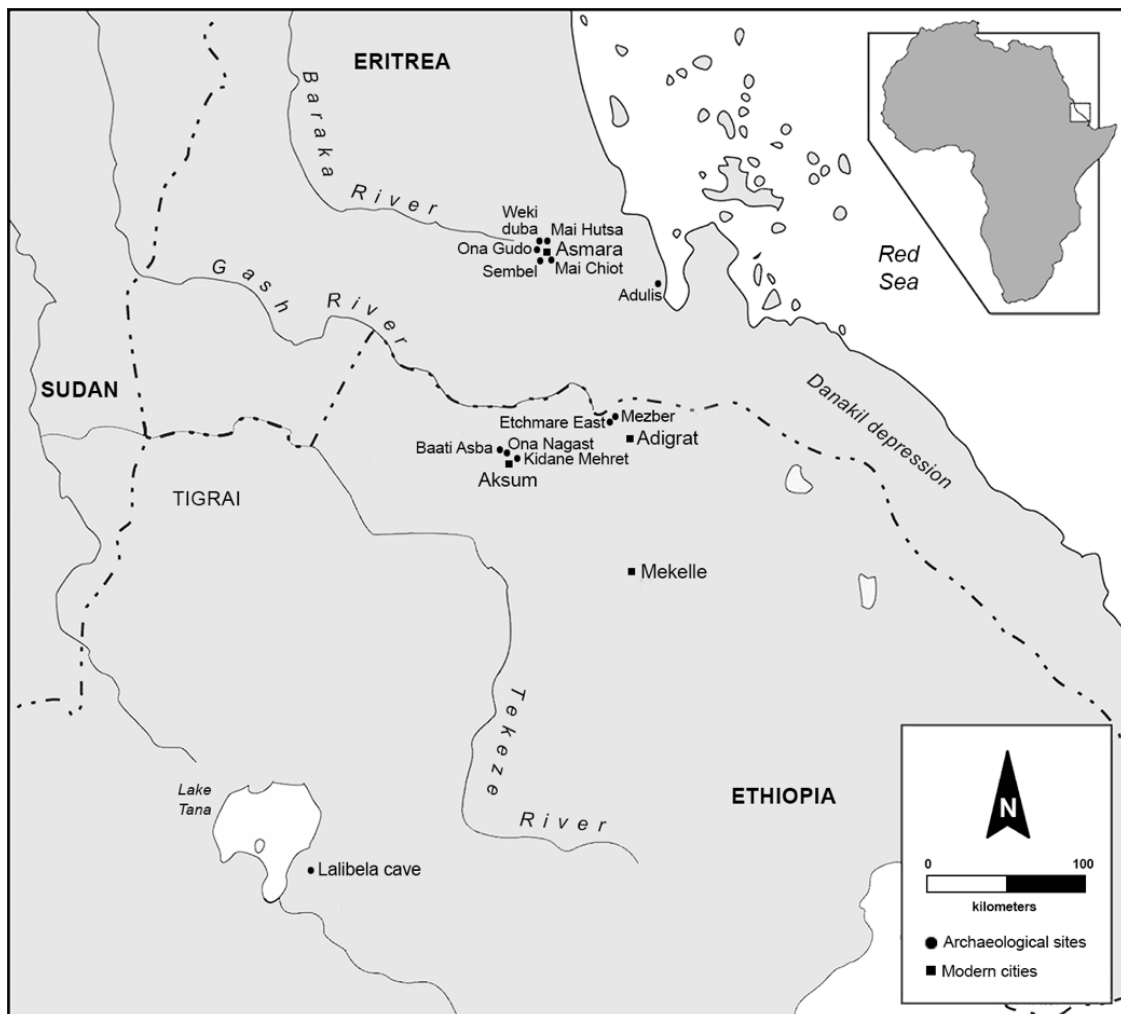 ERITREA
Baraka
River
Weki
duba
Mai Hutsa
Ona Gudo
Asmara
Sembel
Mai Chiot
Adulis
Red
Sea
Gash
River
SUDAN
Danakil depression
Etchmare East
Mezber
Adigrat
Baati Asba
Ona Nagast
Kidane Mehret
Aksum
TIGRAI
Mekelle
Tekeze
River
Lake
Tana
Lalibela cave
ETHIOPIA
N
0
100
kilometers
Archaeological sites
Modern cities